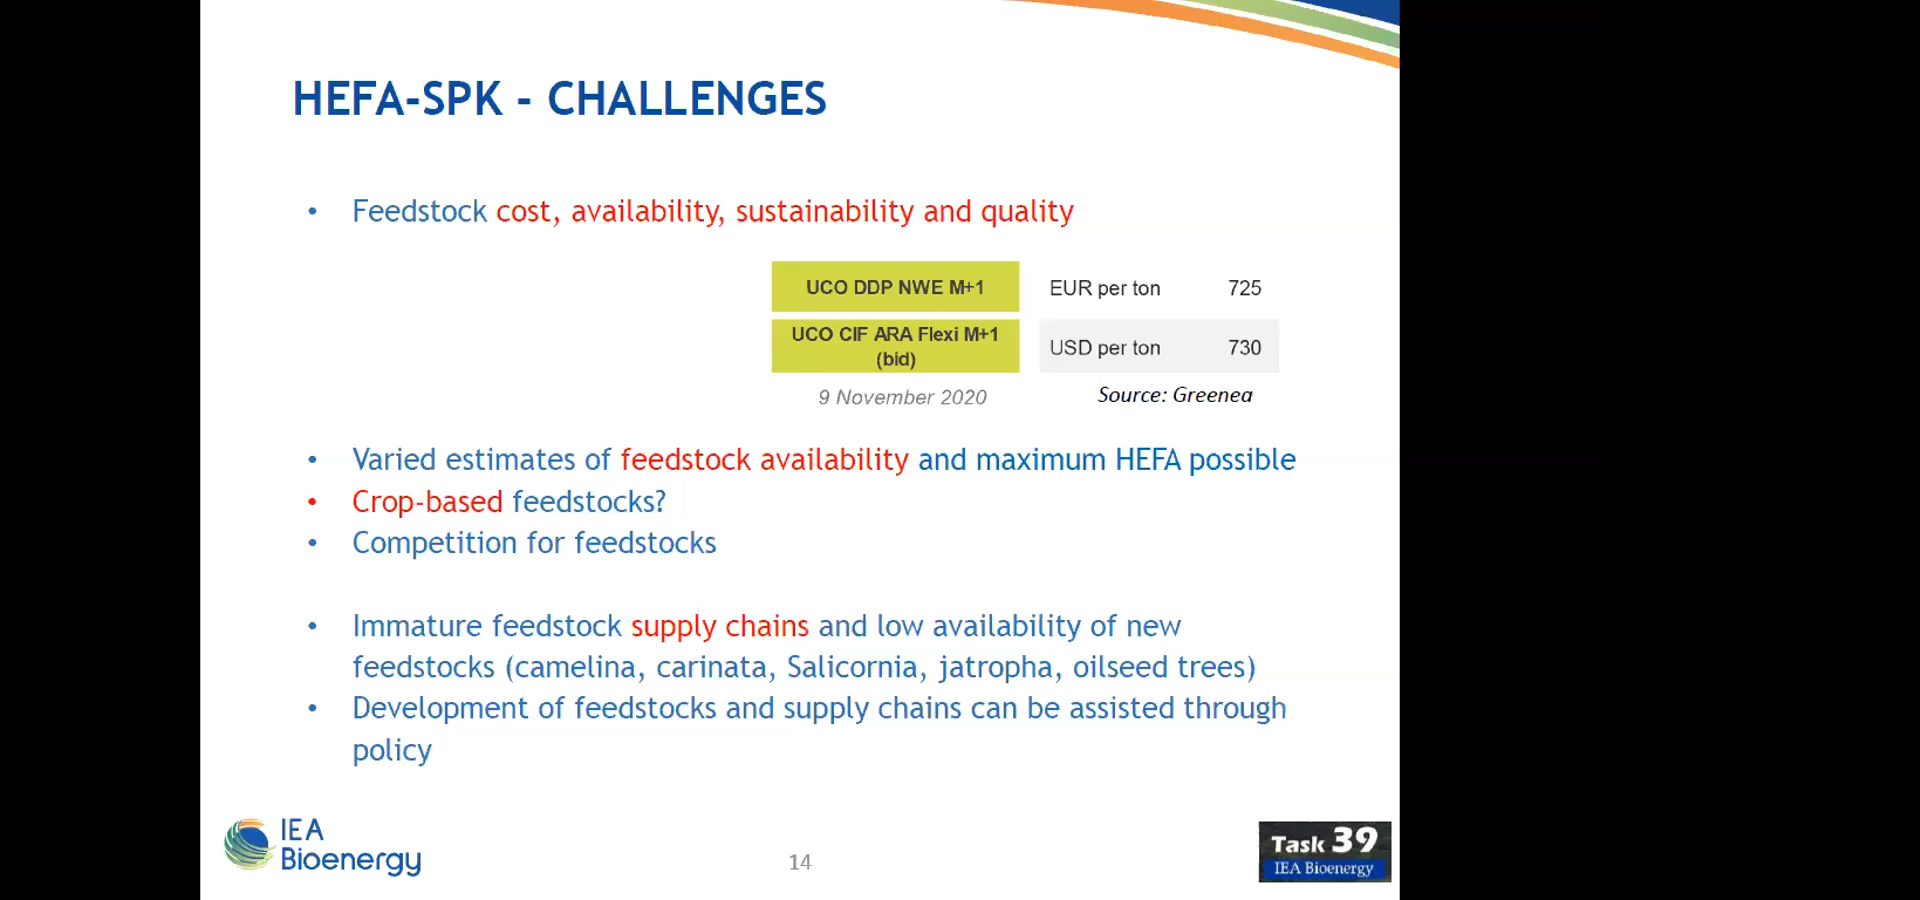 HEFA-SPK - CHALLENGES
• Feedstock cost, availability, sustainability and quality
UCO DDP NWE M+1 EUR per ton 725
UCO CIF ARA Flexi M+1
(bid)
USD per ton 730
9 November 2020 Source: Greenea
• Varied estimates of feedstock availability and maximum HEFA possible
• Crop-based feedstocks?
• Competition for feedstocks
• Immature feedstock supply chains and low availability of new
feedstocks (camelina, carinata, Salicornia, jatropha, oilseed trees)
• Development of feedstocks and supply chains can be assisted through
policy
IEA
Bioenergy
14
Task 39
IEA Bioenergy